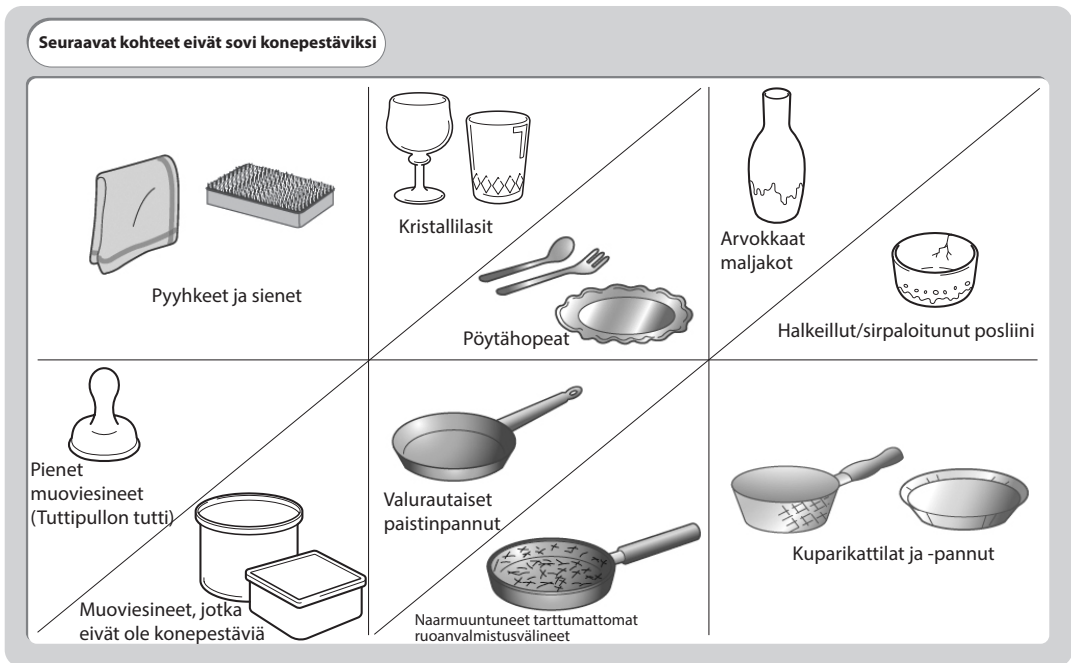 Seuraavat kohteet eivät sovi konepestäviksi
Pyyhkeet ja sienet
Kristallilasit
Pöytähopeat
Arvokkaat
maljakot
Halkeillut/sirpaloitunut posliini
Pienet
muoviesineet
(Tuttipullon tutti)
Muoviesineet, jotka
eivät ole konepestäviä
Valurautaiset
paistinpannut
Naarmuuntuneet tarttumattomat
ruoanvalmistusvälineet
Kuparikattilat ja -pannut